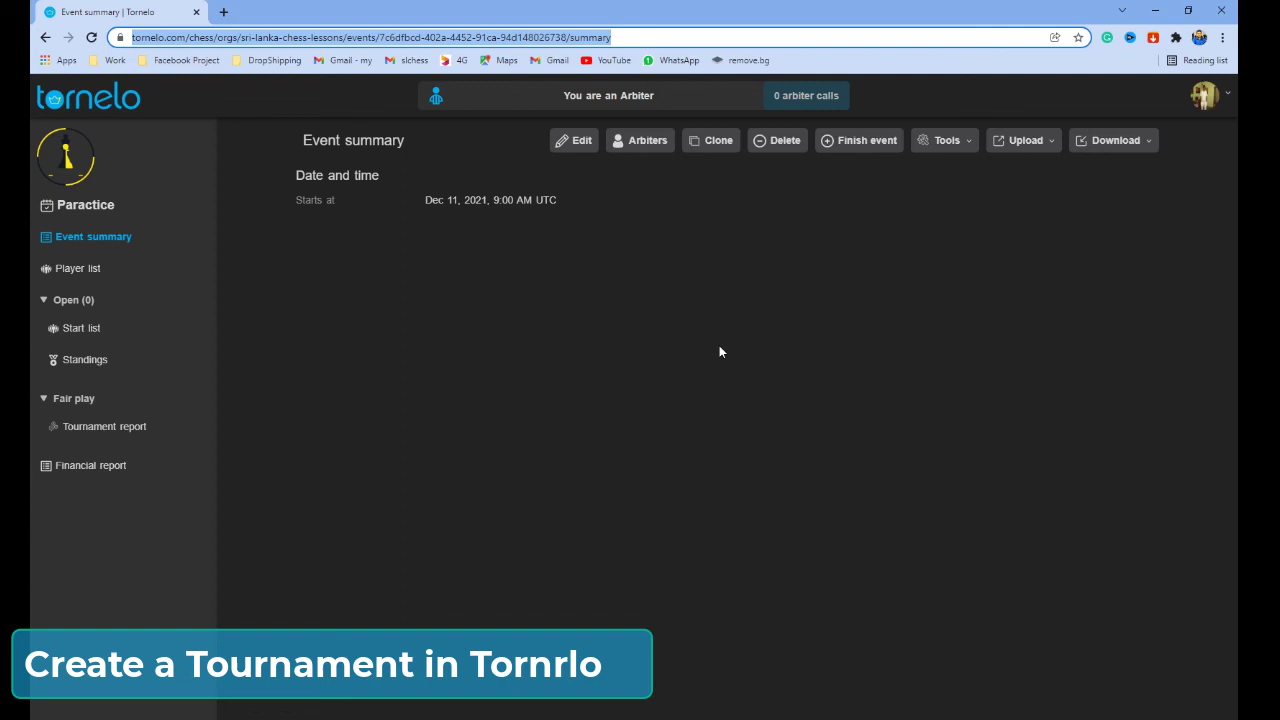 Event summary | Tornelo
tornelo.com/chess/orgs/sri-lanka-chess-lessons/events/7c6dfbcd-402a-4452-91ca-94d148026738/summary
Apps Work Facebook Project DropShipping Gmail - my slchess 4G Maps Gmail YouTube WhatsApp remove.bg Reading list
tornelo You are an Arbiter 0 arbiter calls
Event summary Edit Arbiters Clone Delete Finish event Tools Upload Download
Date and time
Starts at Dec 11, 2021, 9:00 AM UTC
Paractice
Event summary
Player list
Open (0)
Start list
Standings
Fair play
Tournament report
Financial report
Create a Tournament in Tornrlo